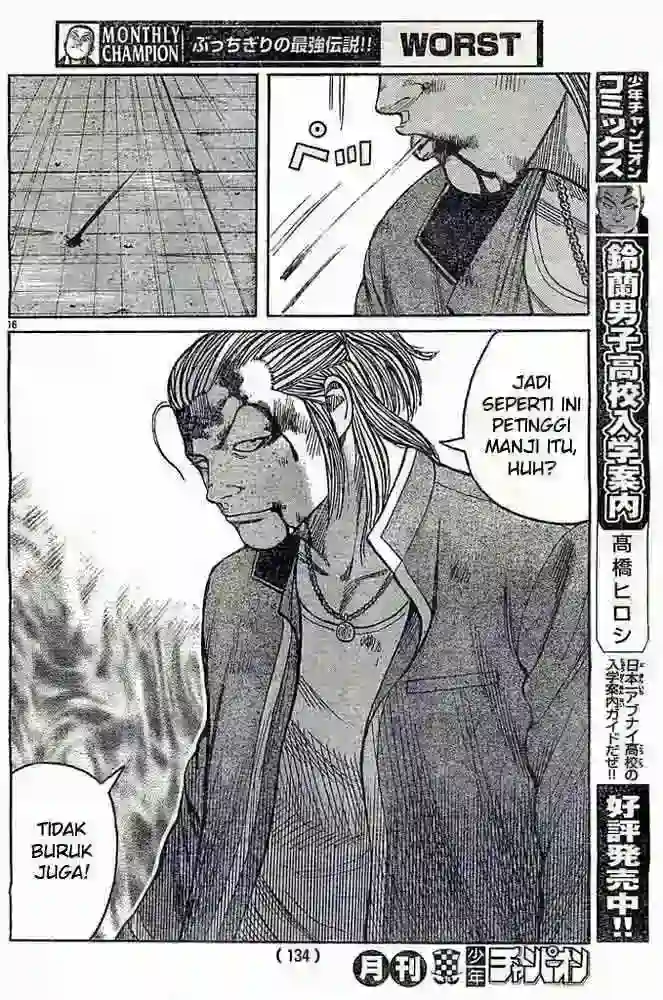 MONTHLY
CHAMPION
ぶっちぎりの最強伝説!!
WORST
ペッ
16
JADI
SEPERTI INI
PETINGGI
MANJI ITU,
HUH?
TIDAK
BURUK
JUGA!
少年チャンピオン
コミックス
鈴蘭男子高校入学案内
髙橋ヒロシ
日本一アブナイ高校の
入学案内ガイドだぜ!!
好評発売中!!
(134)
月刊
少年
チャンピオン